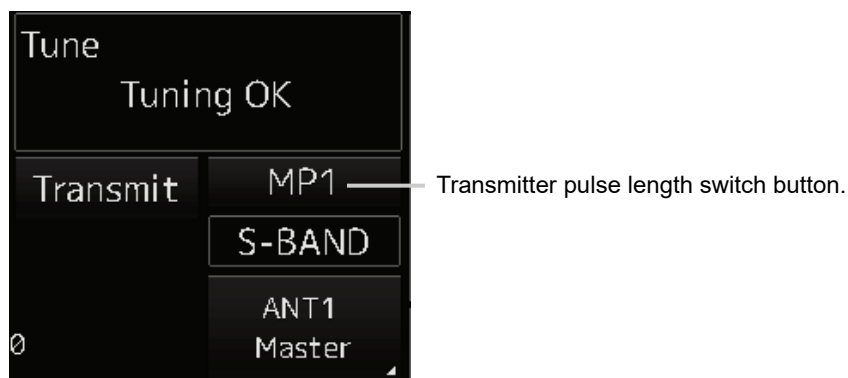 Tune
Tuning OK
Transmit
MP1
Transmitter pulse length switch button.
S-BAND
ANT1
0
Master